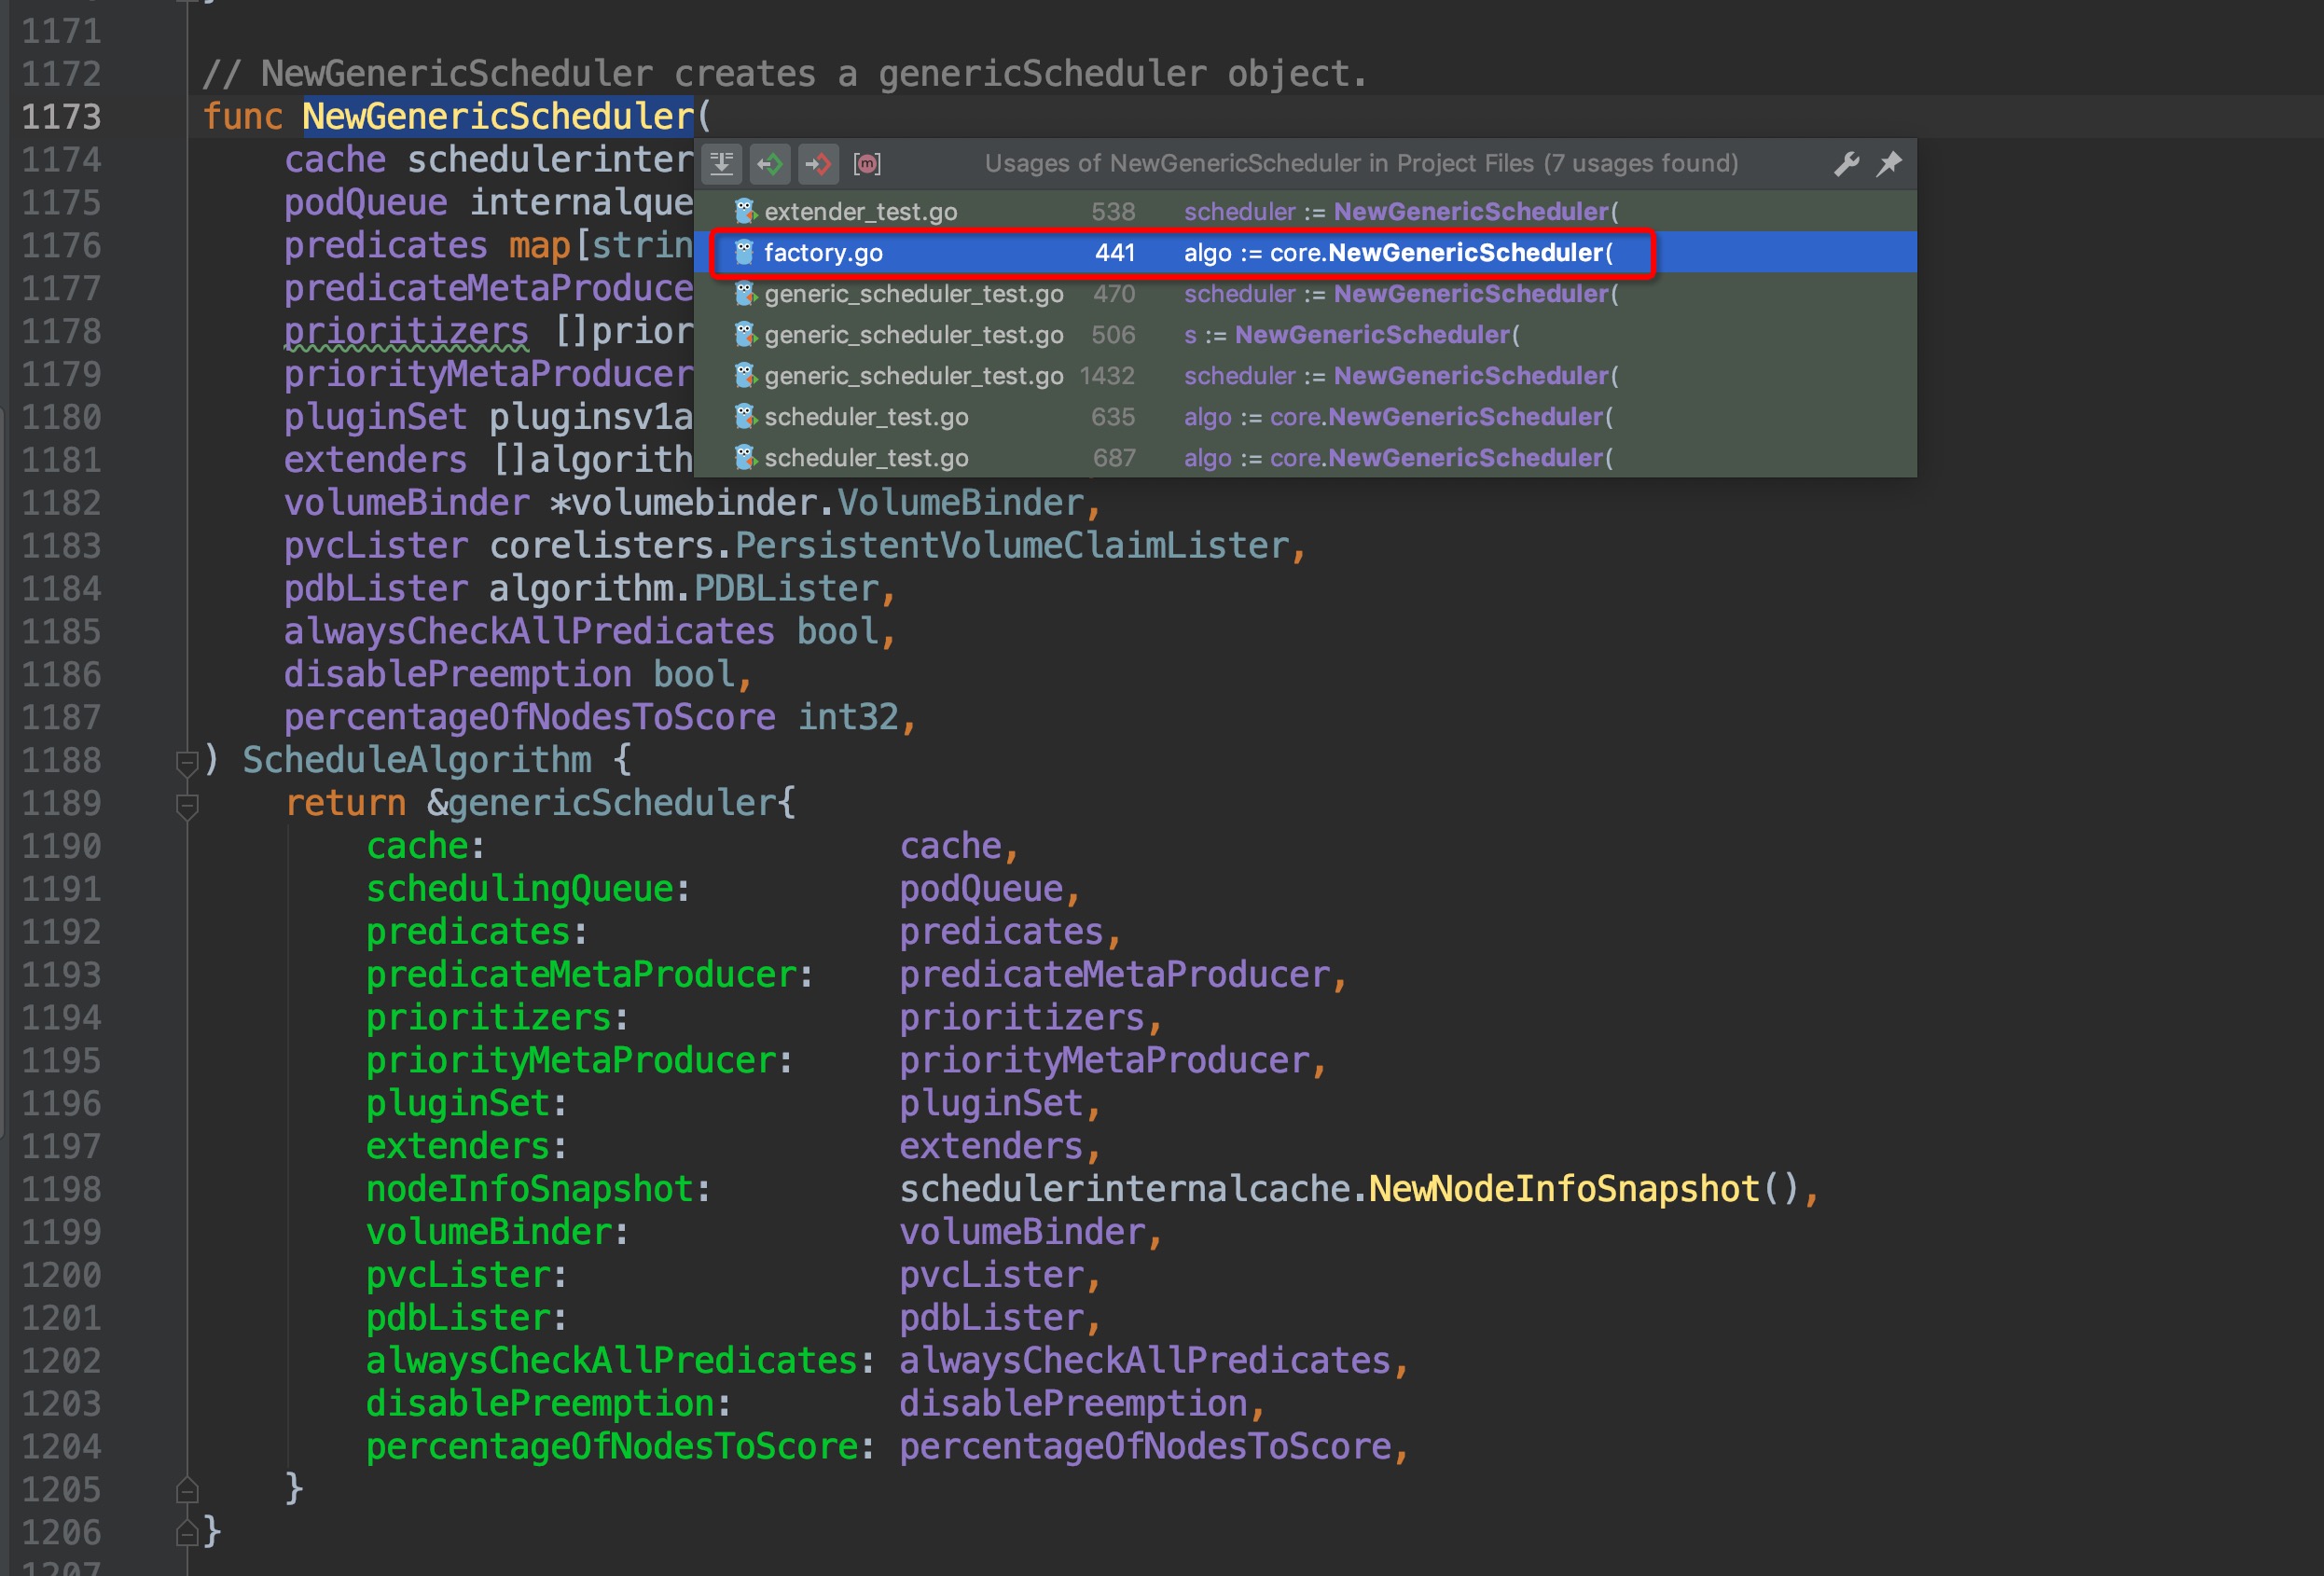 1171
1172 // NewGenericScheduler creates a genericScheduler object.
1173 func NewGenericScheduler(
1174 cache schedulerinter
1175 podQueue internalque
1176 predicates map[strin
1177 predicateMetaProduce
1178 prioritizers []prior
1179 priorityMetaProducer
1180 pluginSet pluginsv1a
1181 extenders []algorith
Usages of NewGenericScheduler in Project Files (7 usages found)
extender_test.go 538 scheduler := NewGenericScheduler(
factory.go 441 algo := core.NewGenericScheduler(
generic_scheduler_test.go 470 scheduler := NewGenericScheduler(
generic_scheduler_test.go 506 s := NewGenericScheduler(
generic_scheduler_test.go 1432 scheduler := NewGenericScheduler(
scheduler_test.go 635 algo := core.NewGenericScheduler(
scheduler_test.go 687 algo := core.NewGenericScheduler(
1182 volumeBinder *volumebinder.VolumeBinder,
1183 pvcLister corelisters.PersistentVolumeClaimLister,
1184 pdbLister algorithm.PDBLister,
1185 alwaysCheckAllPredicates bool,
1186 disablePreemption bool,
1187 percentageOfNodesToScore int32,
1188 ) ScheduleAlgorithm {
1189 return &genericScheduler{
1190 cache: cache,
1191 schedulingQueue: podQueue,
1192 predicates: predicates,
1193 predicateMetaProducer: predicateMetaProducer,
1194 prioritizers: prioritizers,
1195 priorityMetaProducer: priorityMetaProducer,
1196 pluginSet: pluginSet,
1197 extenders: extenders,
1198 nodeInfoSnapshot: schedulerinternalcache.NewNodeInfoSnapshot(),
1199 volumeBinder: volumeBinder,
1200 pvcLister: pvcLister,
1201 pdbLister: pdbLister,
1202 alwaysCheckAllPredicates: alwaysCheckAllPredicates,
1203 disablePreemption: disablePreemption,
1204 percentageOfNodesToScore: percentageOfNodesToScore,
1205 }
1206 }
1207